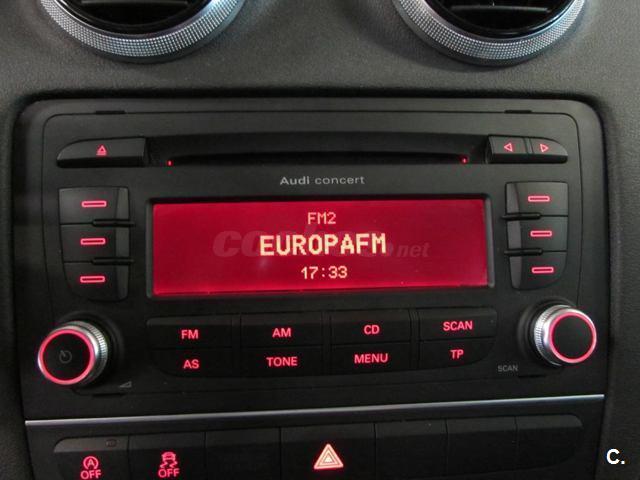 Audi concert
FM2
EUROPAFM
17:33
FM AM CD SCAN
AS TONE MENU TP
SCAN
A OFF
OFF
C.